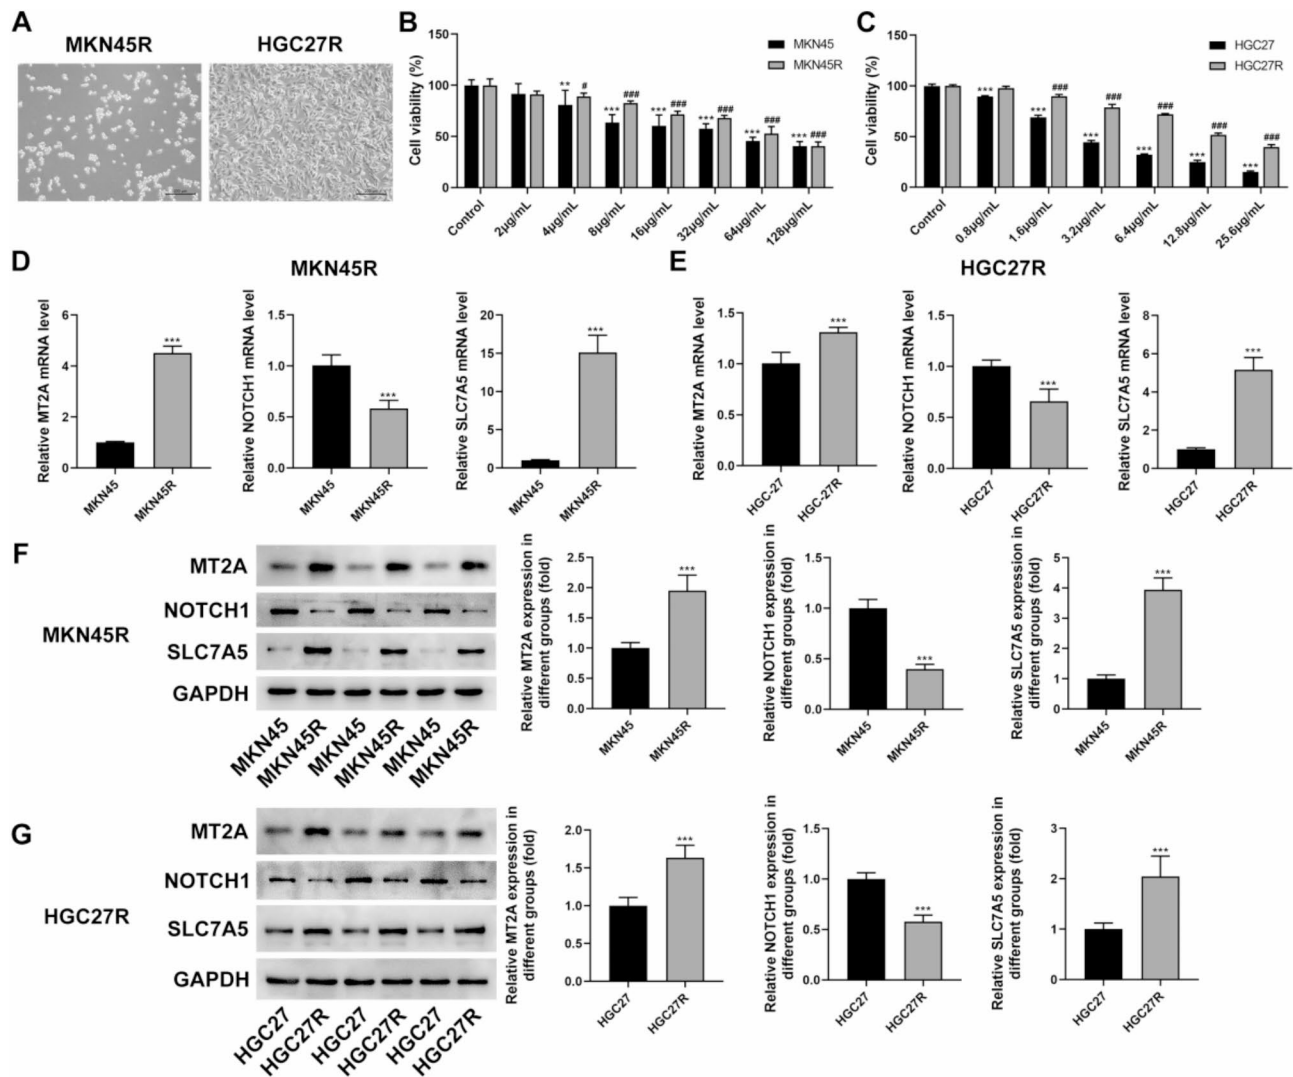 A
MKN45R
HGC27R
B
Cell viability (%)
150
100
50
0
MKN45
MKN45R
** # *** ### *** ### *** ### *** ### *** ###
Control
2μg/mL
4μg/mL
8μg/mL
16μg/mL
32μg/mL
64μg/mL
128μg/mL
C
Cell viability (%)
150
100
50
0
HGC27
HGC27R
*** *** ### *** ### *** ### *** ### *** ###
Control
0.8μg/mL
1.6μg/mL
3.2μg/mL
6.4μg/mL
12.8μg/mL
25.6μg/mL
D
MKN45R
Relative MT2A mRNA level
6
4
2
0
***
MKN45
MKN45R
Relative NOTCH1 mRNA level
1.5
1.0
0.5
0.0
***
MKN45
MKN45R
Relative SLC7A5 mRNA level
20
15
10
5
0
***
MKN45
MKN45R
E
HGC27R
Relative MT2A mRNA level
1.5
1.0
0.5
0.0
***
HGC-27
HGC-27R
Relative NOTCH1 mRNA level
1.5
1.0
0.5
0.0
***
HGC27
HGC27R
Relative SLC7A5 mRNA level
8
6
4
2
0
***
HGC27
HGC27R
F
MKN45R
MT2A
NOTCH1
SLC7A5
GAPDH
MKN45
MKN45R
MKN45
MKN45R
MKN45
MKN45R
Relative MT2A expression in
different groups (fold)
2.5
2.0
1.5
1.0
0.5
0.0
***
MKN45
MKN45R
Relative NOTCH1 expression in
different groups (fold)
1.5
1.0
0.5
0.0
***
MKN45
MKN45R
Relative SLC7A5 expression in
different groups (fold)
5
4
3
2
1
0
***
MKN45
MKN45R
G
HGC27R
MT2A
NOTCH1
SLC7A5
GAPDH
HGC27
HGC27R
HGC27
HGC27R
HGC27
HGC27R
Relative MT2A expression in
different groups (fold)
2.0
1.5
1.0
0.5
0.0
***
HGC27
HGC27R
Relative NOTCH1 expression in
different groups (fold)
1.5
1.0
0.5
0.0
***
HGC27
HGC27R
Relative SLC7A5 expression in
different groups (fold)
3
2
1
0
***
HGC27
HGC27R